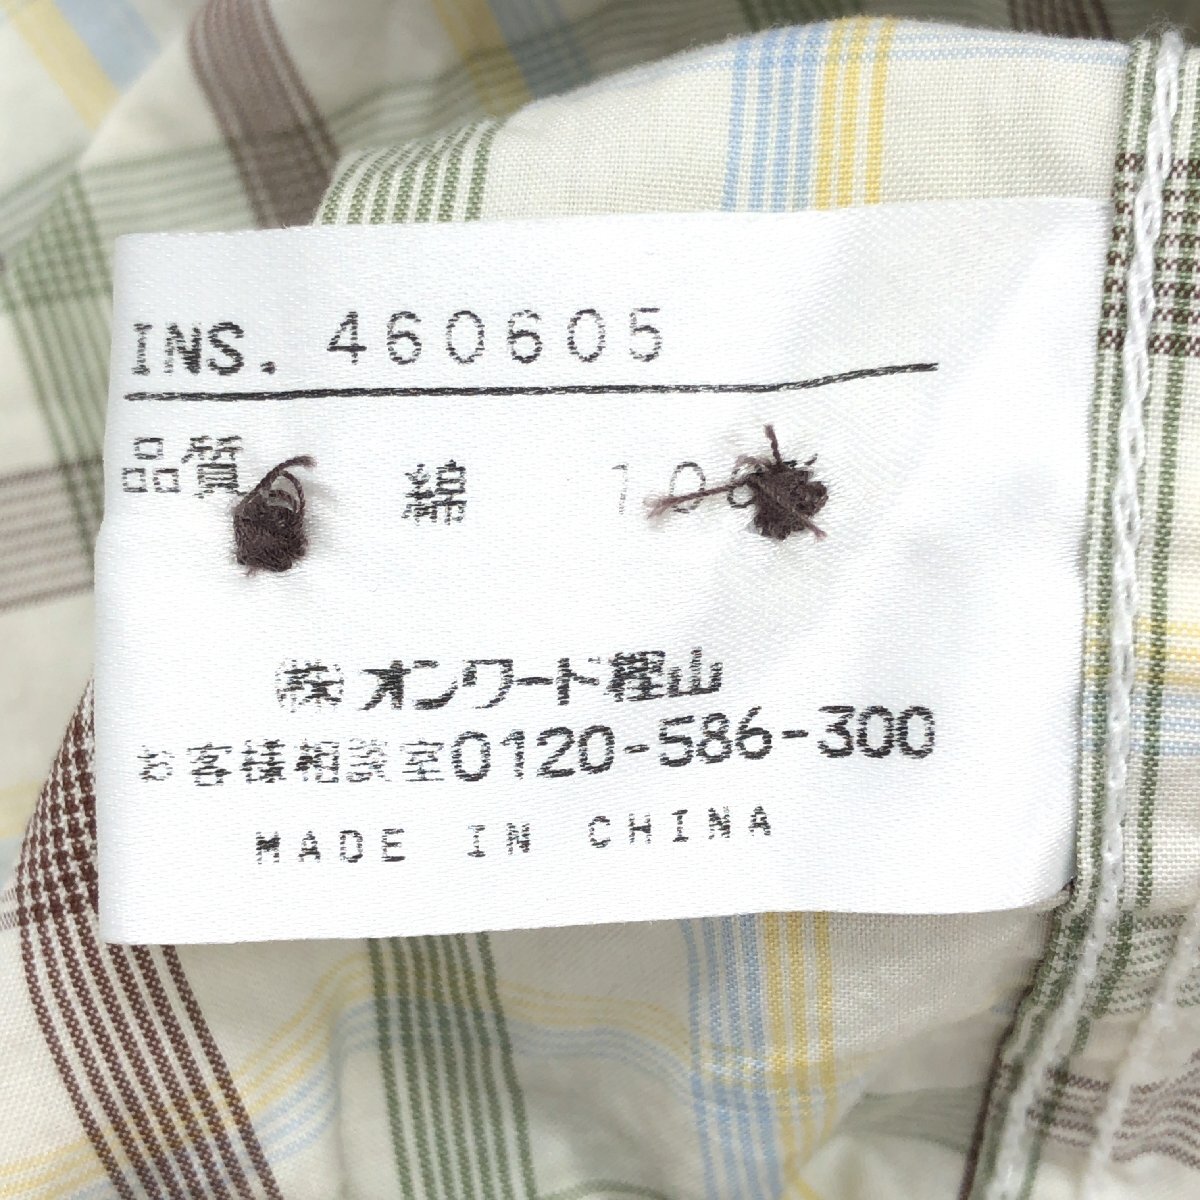 INS. 460605
品質 綿 100
㈱オンワード樫山
お客様相談室0120-586-300
MADE IN CHINA